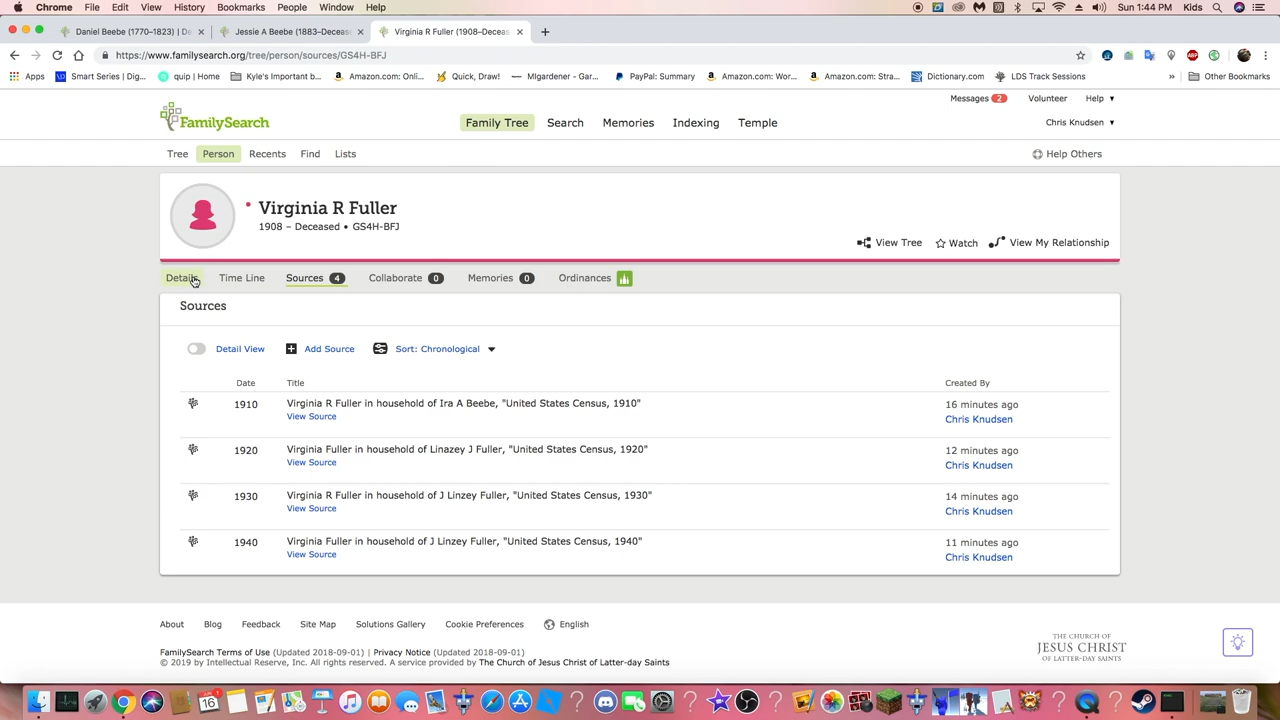 Chrome File Edit View History Bookmarks People Window Help Sun 1:44 PM Kids
Daniel Beebe (1770–1823) | De × Jessie A Beebe (1883–Deceas × Virginia R Fuller (1908–Deceas ×
https://www.familysearch.org/tree/person/sources/GS4H-BFJ
Apps Smart Series | Dig... quip | Home Kyle's Important b... Amazon.com: Onli... Quick, Draw! MIgardener - Gar... PayPal: Summary Amazon.com: Wor... Amazon.com: Stra... Dictionary.com LDS Track Sessions » Other Bookmarks
Messages 2 Volunteer Help
FamilySearch Family Tree Search Memories Indexing Temple Chris Knudsen
Tree Person Recents Find Lists Help Others
Virginia R Fuller
1908 – Deceased • GS4H-BFJ
View Tree Watch View My Relationship
Details Time Line Sources 4 Collaborate 0 Memories 0 Ordinances
Sources
Detail View Add Source Sort: Chronological
Date Title Created By
1910 Virginia R Fuller in household of Ira A Beebe, "United States Census, 1910" 16 minutes ago
View Source Chris Knudsen
1920 Virginia Fuller in household of Linazey J Fuller, "United States Census, 1920" 12 minutes ago
View Source Chris Knudsen
1930 Virginia R Fuller in household of J Linzey Fuller, "United States Census, 1930" 14 minutes ago
View Source Chris Knudsen
1940 Virginia Fuller in household of J Linzey Fuller, "United States Census, 1940" 11 minutes ago
View Source Chris Knudsen
About Blog Feedback Site Map Solutions Gallery Cookie Preferences English
FamilySearch Terms of Use (Updated 2018-09-01) | Privacy Notice (Updated 2018-09-01)
© 2019 by Intellectual Reserve, Inc. All rights reserved. A service provided by The Church of Jesus Christ of Latter-day Saints
THE CHURCH OF
JESUS CHRIST
OF LATTER-DAY SAINTS
16